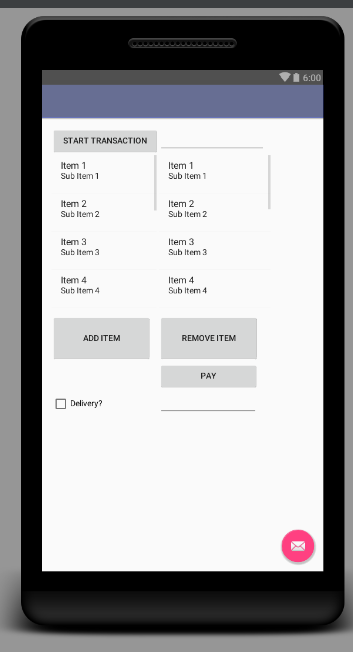 6:00
START TRANSACTION
Item 1 Item 1
Sub Item 1 Sub Item 1
Item 2 Item 2
Sub Item 2 Sub Item 2
Item 3 Item 3
Sub Item 3 Sub Item 3
Item 4 Item 4
Sub Item 4 Sub Item 4
ADD ITEM REMOVE ITEM
PAY
Delivery?